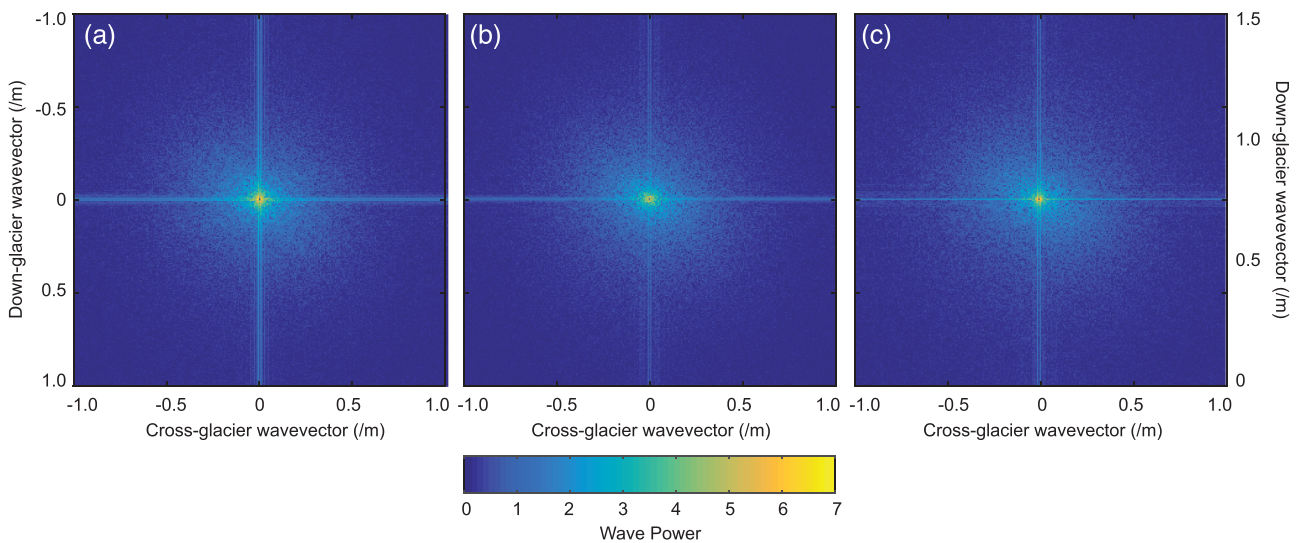 (a) (b) (c)
-1.0
-0.5
0
0.5
1.0
Down-glacier wavevector (/m)
-1.0 -0.5 0 0.5 1.0
Cross-glacier wavevector (/m)
-1.0 -0.5 0 0.5 1.0
Cross-glacier wavevector (/m)
-1.0 -0.5 0 0.5 1.0
Cross-glacier wavevector (/m)
1.5
1.0
0.5
0
Down-glacier wavevector (/m)
0 1 2 3 4 5 6 7
Wave Power